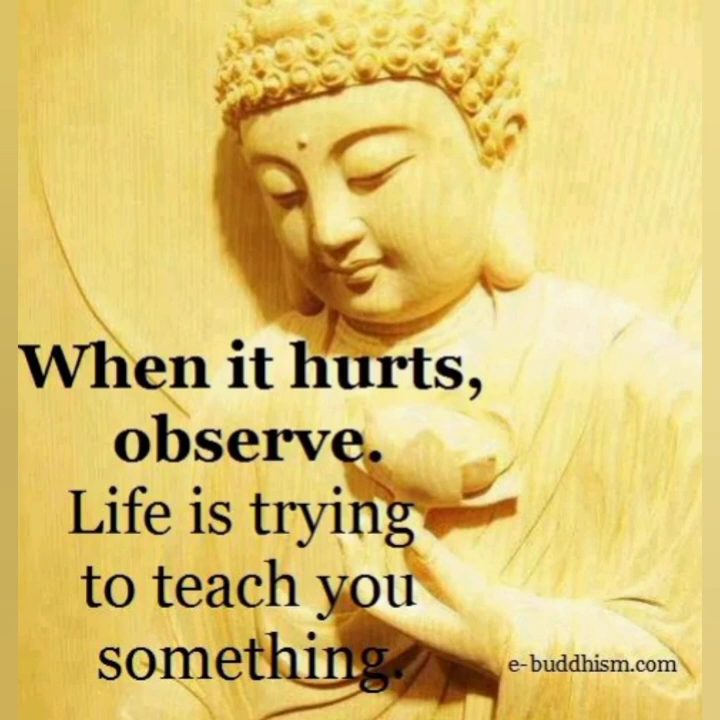 When it hurts,
observe.
Life is trying
to teach you
something.
e-buddhism.com